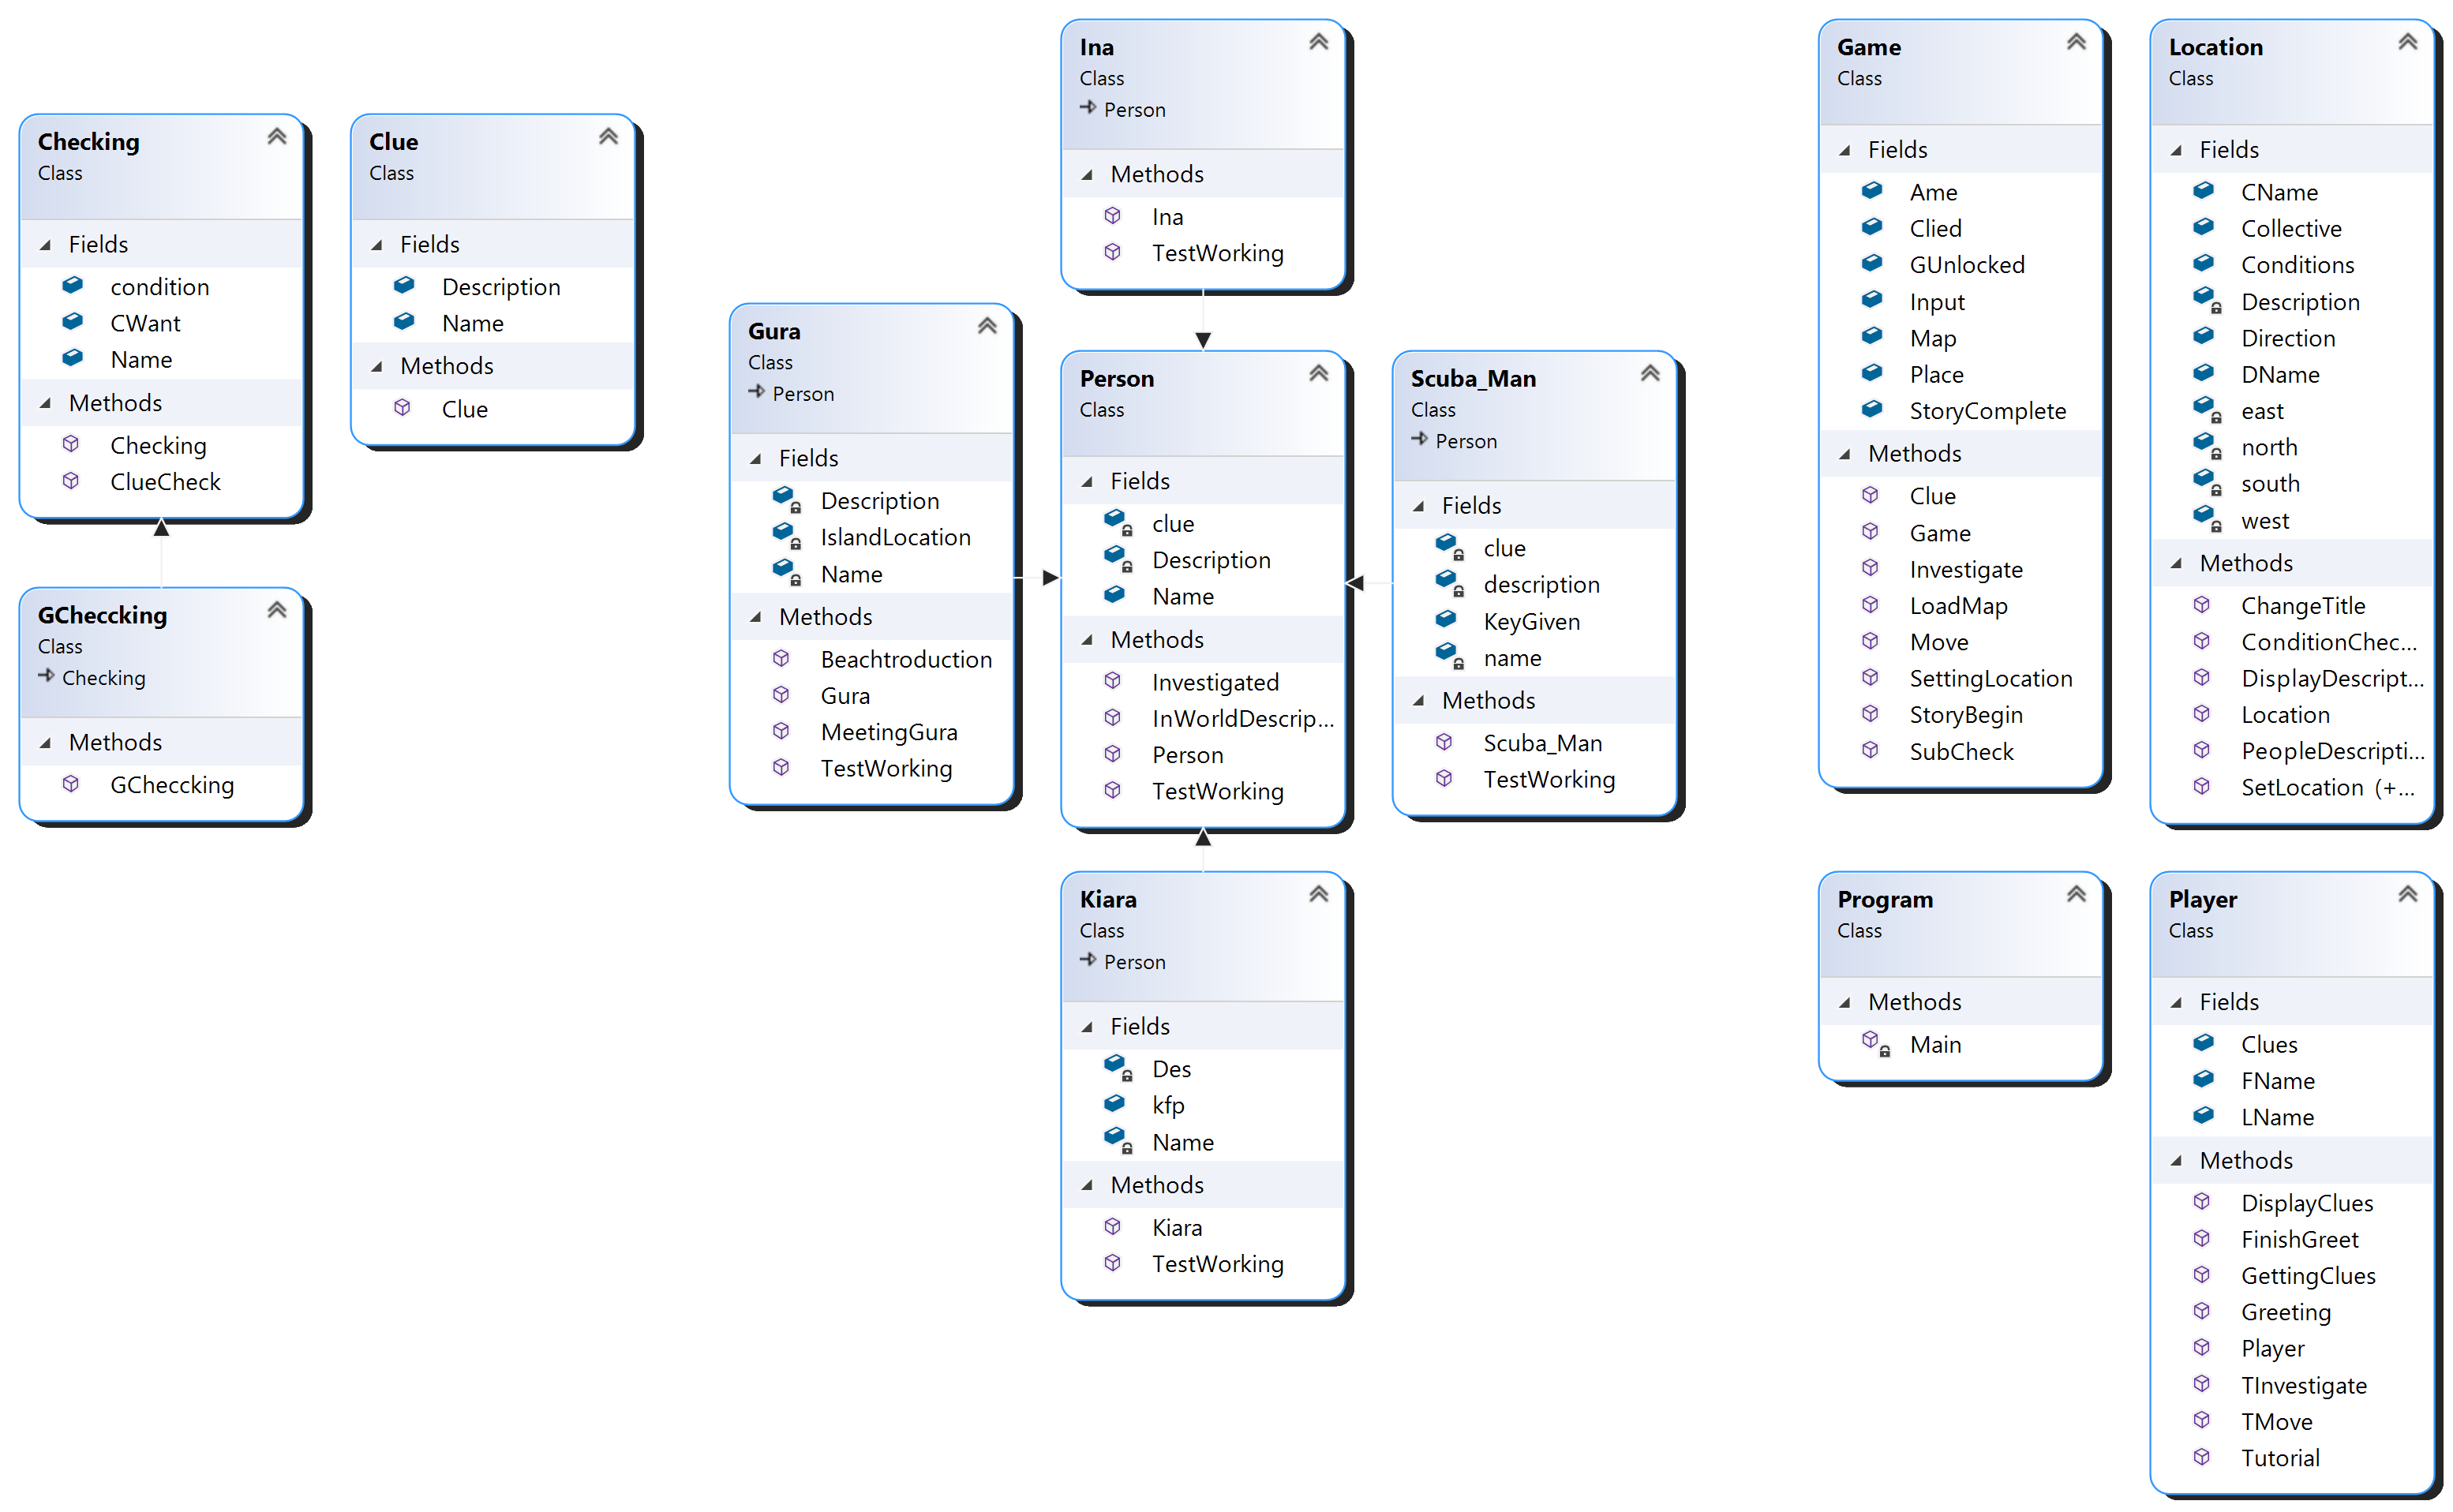 Checking
Class
Fields
condition
CWant
Name
Methods
Checking
ClueCheck
GCheccking
Class
Checking
Methods
GCheccking
Clue
Class
Fields
Description
Name
Methods
Clue
Gura
Class
Person
Fields
Description
IslandLocation
Name
Methods
Beachtroduction
Gura
MeetingGura
TestWorking
Ina
Class
Person
Methods
Ina
TestWorking
Person
Class
Fields
clue
Description
Name
Methods
Investigated
InWorldDescrip...
Person
TestWorking
Kiara
Class
Person
Fields
Des
kfp
Name
Methods
Kiara
TestWorking
Scuba_Man
Class
Person
Fields
clue
description
KeyGiven
name
Methods
Scuba_Man
TestWorking
Game
Class
Fields
Ame
Clied
GUnlocked
Input
Map
Place
StoryComplete
Methods
Clue
Game
Investigate
LoadMap
Move
SettingLocation
StoryBegin
SubCheck
Program
Class
Methods
Main
Location
Class
Fields
CName
Collective
Conditions
Description
Direction
DName
east
north
south
west
Methods
ChangeTitle
ConditionChec...
DisplayDescript...
Location
PeopleDescripti...
SetLocation (+...
Player
Class
Fields
Clues
FName
LName
Methods
DisplayClues
FinishGreet
GettingClues
Greeting
Player
TInvestigate
TMove
Tutorial